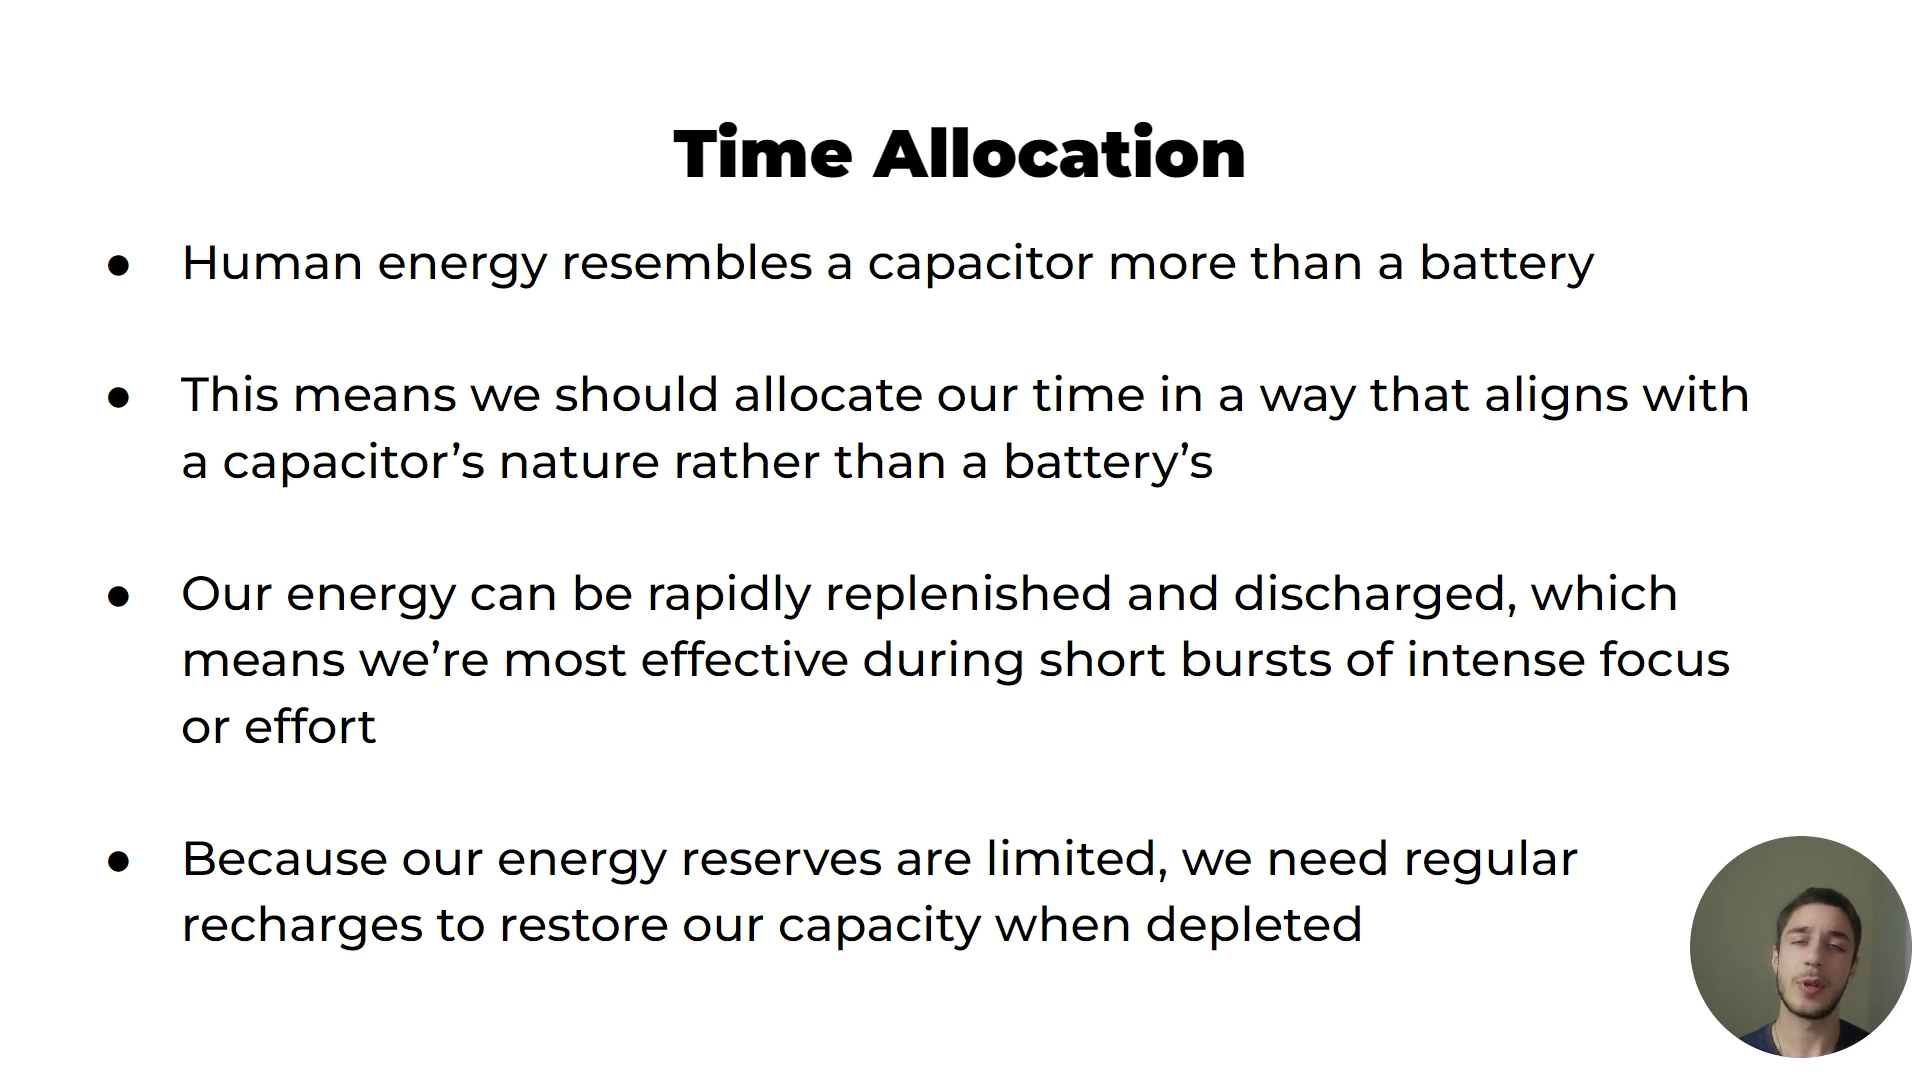 Time Allocation
● Human energy resembles a capacitor more than a battery
● This means we should allocate our time in a way that aligns with
a capacitor’s nature rather than a battery’s
● Our energy can be rapidly replenished and discharged, which
means we’re most effective during short bursts of intense focus
or effort
● Because our energy reserves are limited, we need regular
recharges to restore our capacity when depleted